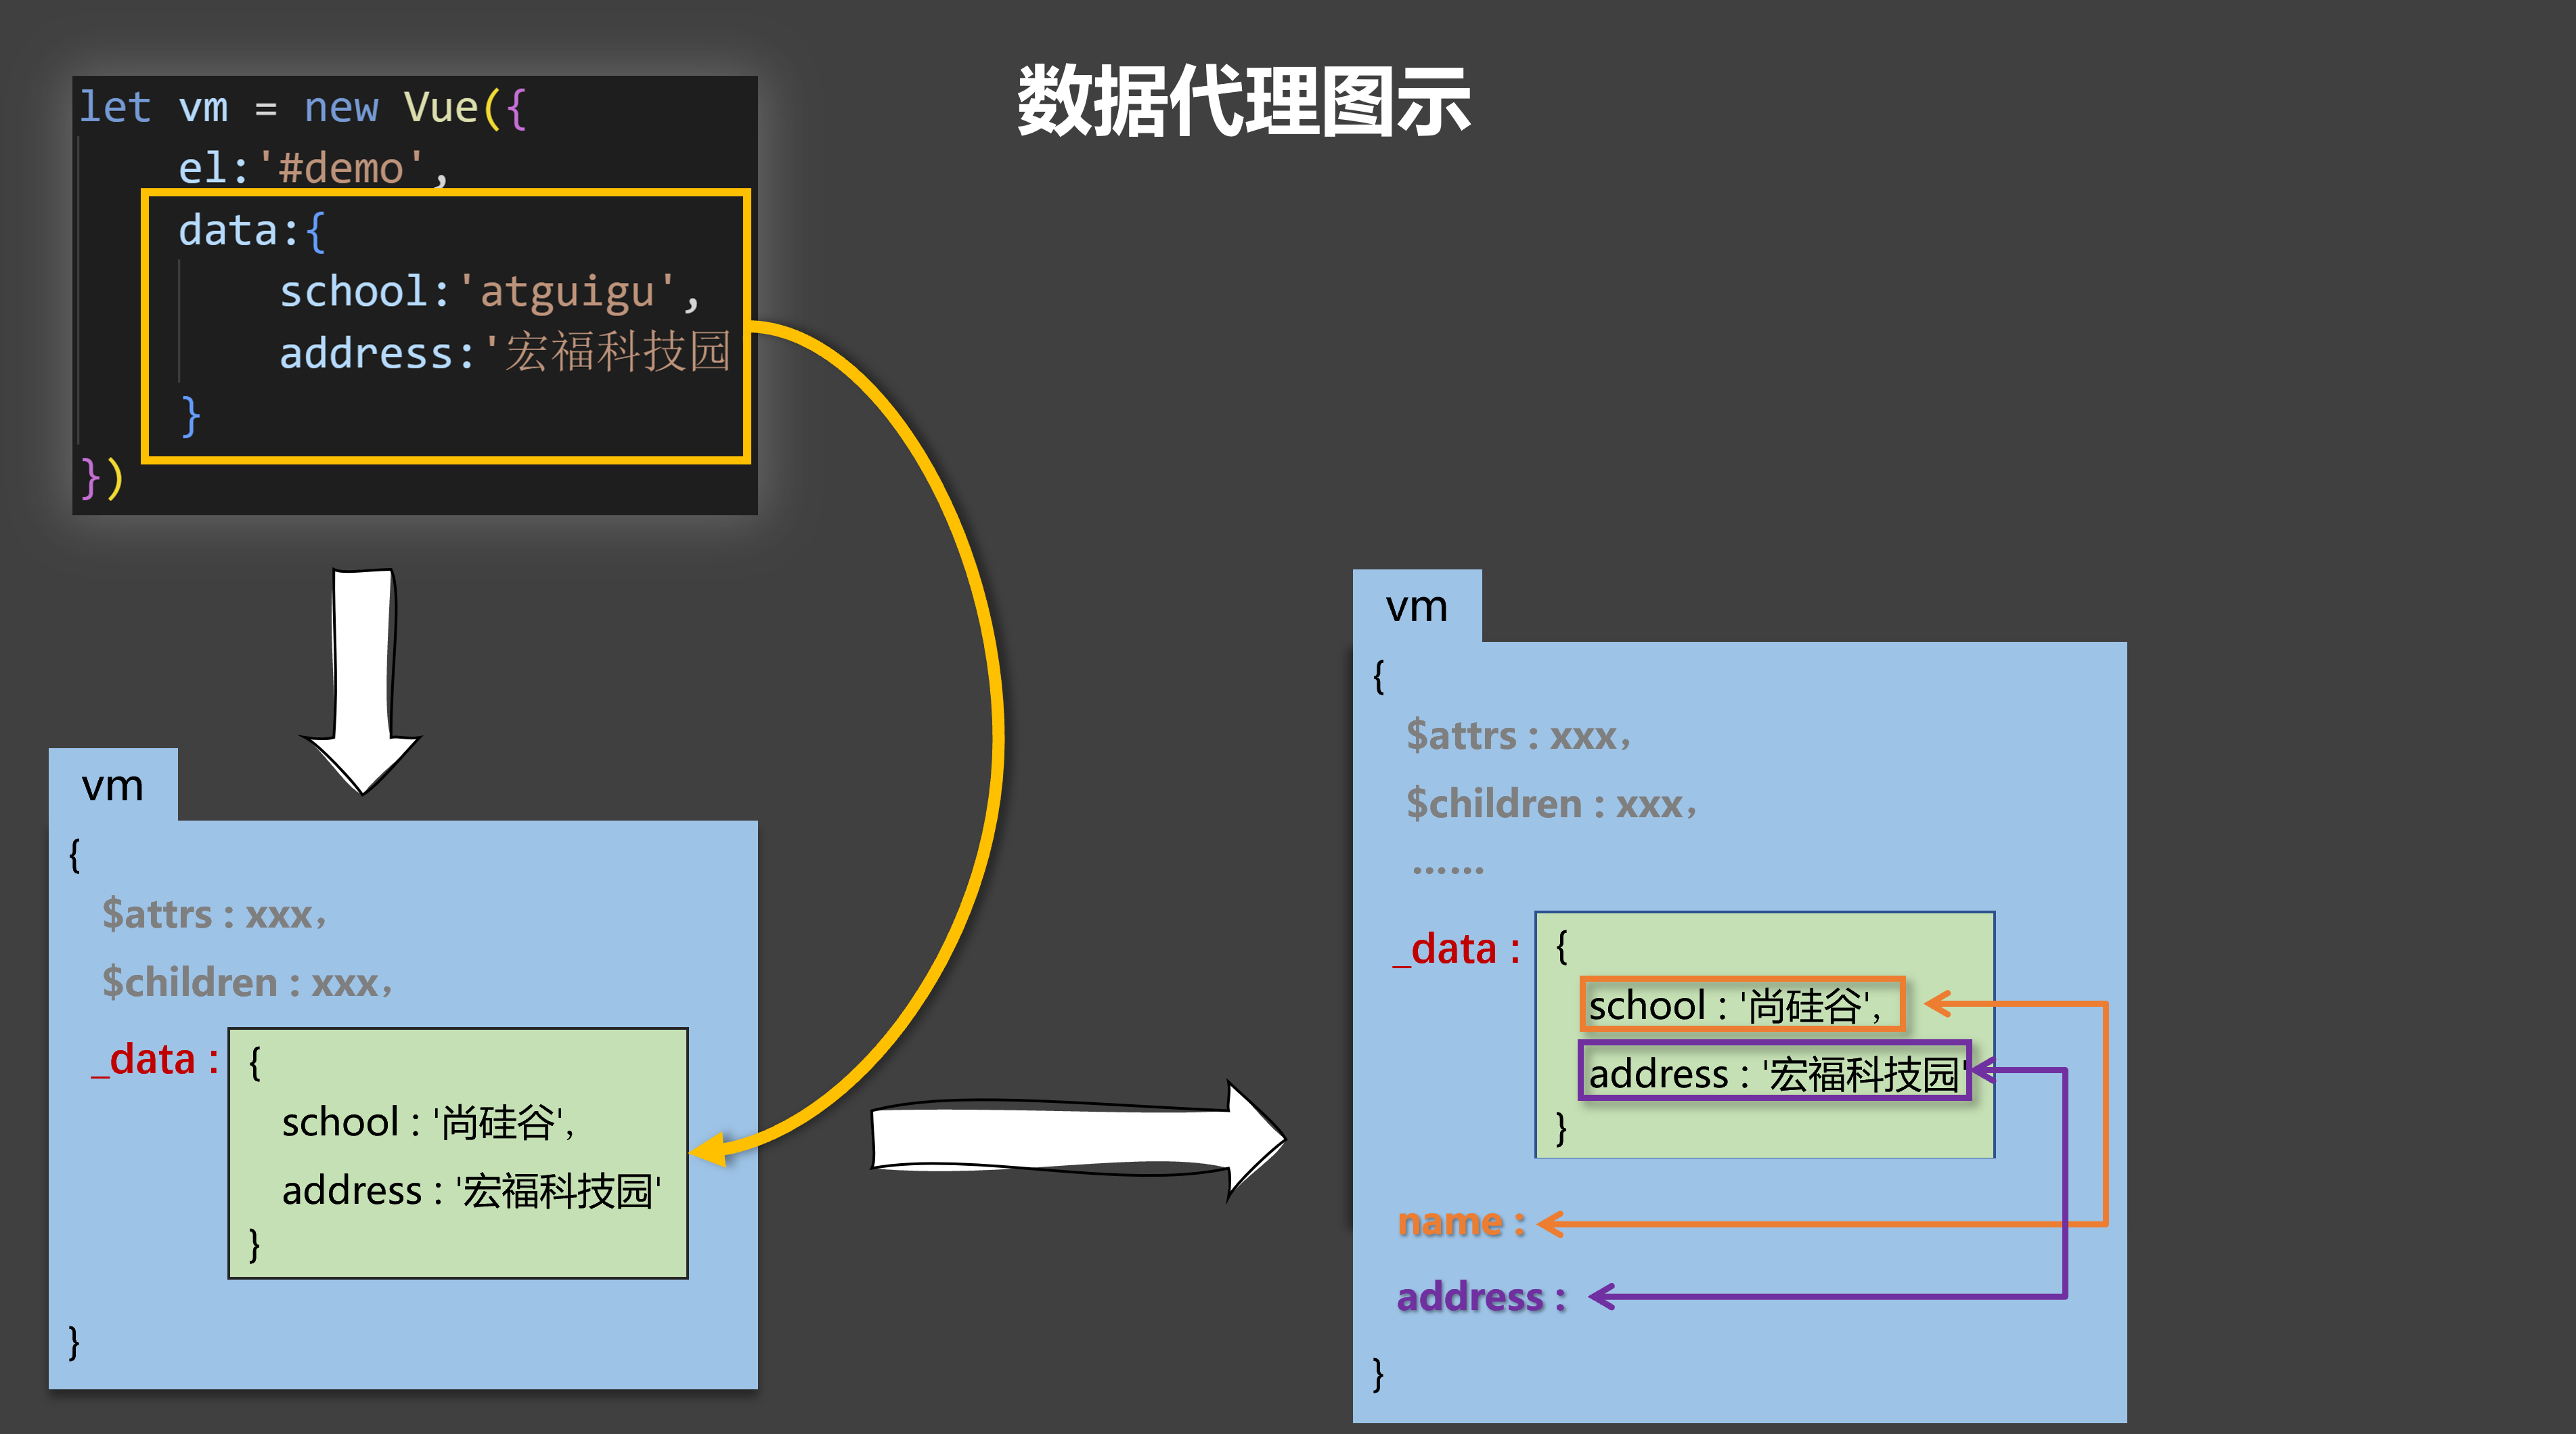 数据代理图示
let vm = new Vue({
el:'#demo',
data:{
school:'atguigu',
address:'宏福科技园
}
})
vm
{
$attrs : xxx，
$children : xxx，
_data :
{
school : '尚硅谷',
address : '宏福科技园'
}
}
vm
{
$attrs : xxx，
$children : xxx，
……
_data :
{
school : '尚硅谷',
address : '宏福科技园'
}
name :
address :
}